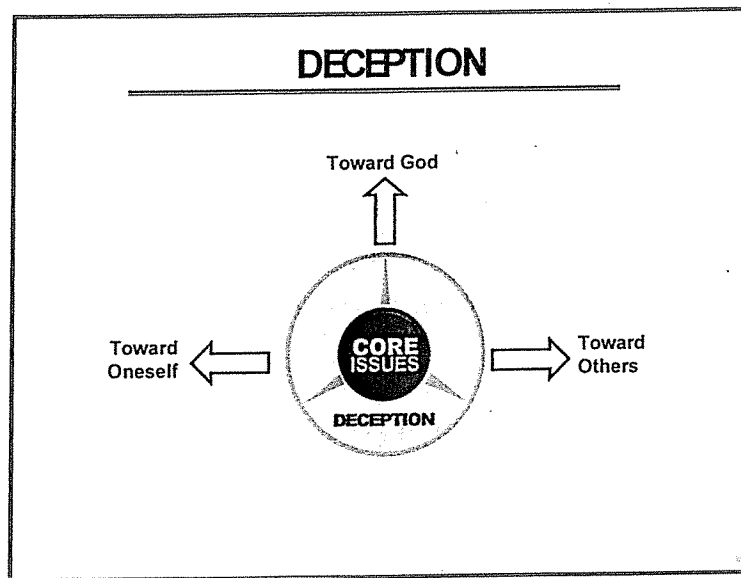 DECEPTION
Toward God
Toward
Oneself
CORE
ISSUES
Toward
Others
DECEPTION